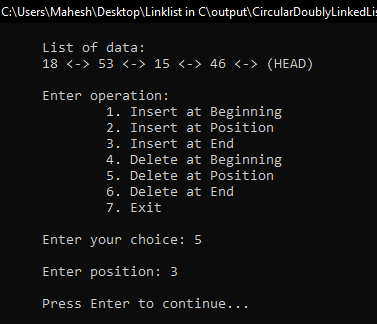 C:\Users\Mahesh\Desktop\Linklist in C\output\CircularDoublyLinkedLis
List of data:
18 <-> 53 <-> 15 <-> 46 <-> (HEAD)
Enter operation:
1. Insert at Beginning
2. Insert at Position
3. Insert at End
4. Delete at Beginning
5. Delete at Position
6. Delete at End
7. Exit
Enter your choice: 5
Enter position: 3
Press Enter to continue...